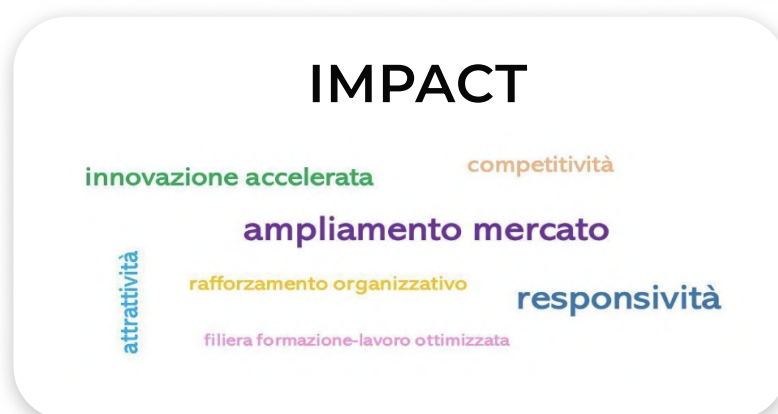 IMPACT
competitività
innovazione accelerata
ampliamento mercato
attrattività
rafforzamento organizzativo
responsività
filiera formazione-lavoro ottimizzata